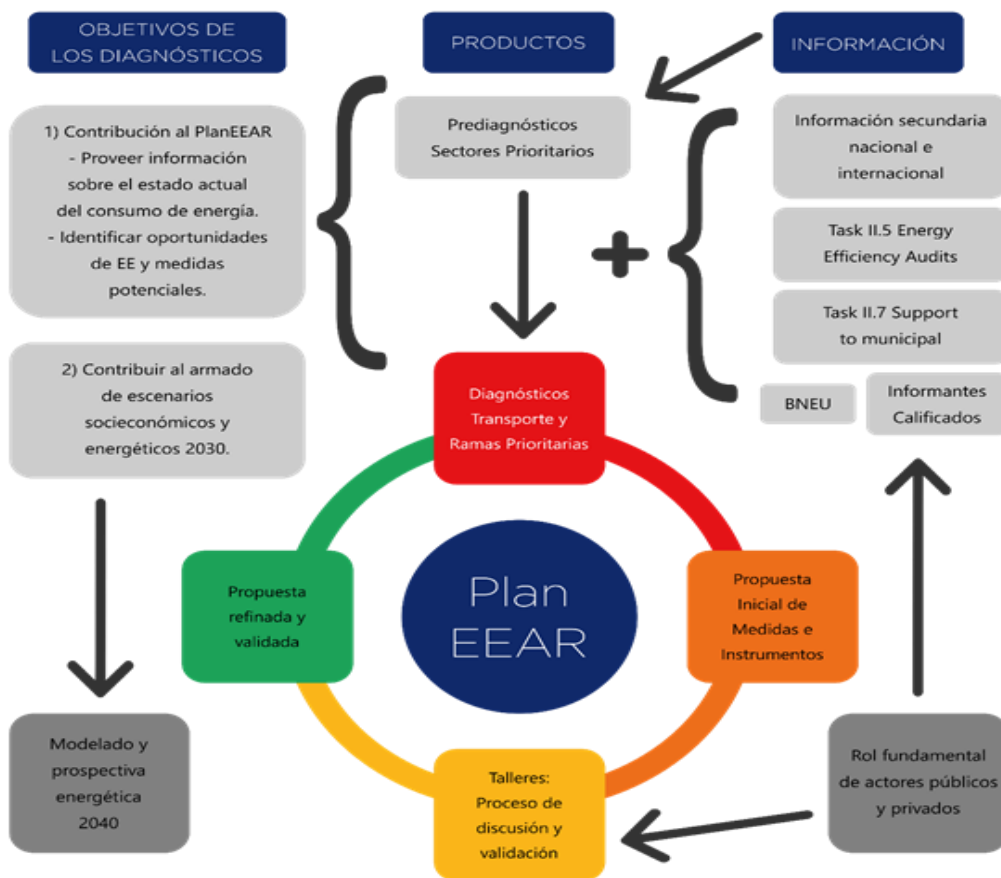 OBJETIVOS DE
LOS DIAGNÓSTICOS
PRODUCTOS
INFORMACIÓN
1) Contribución al PlanEEAR
- Proveer información
sobre el estado actual
del consumo de energía.
- Identificar oportunidades
de EE y medidas
potenciales.
2) Contribuir al armado
de escenarios
socioeconómicos y
energéticos 2030.
Modelado y
prospectiva
energética
2040
Prediagnósticos
Sectores Prioritarios
Información secundaria
nacional e
internacional
Task II.5 Energy
Efficiency Audits
Task II.7 Support
to municipal
BNEU
Informantes
Calificados
Diagnósticos
Transporte y
Ramas Prioritarias
Propuesta
refinada y
validada
Plan
EEAR
Propuesta
Inicial de
Medidas e
Instrumentos
Talleres:
Proceso de
discusión y
validación
Rol fundamental
de actores públicos
y privados